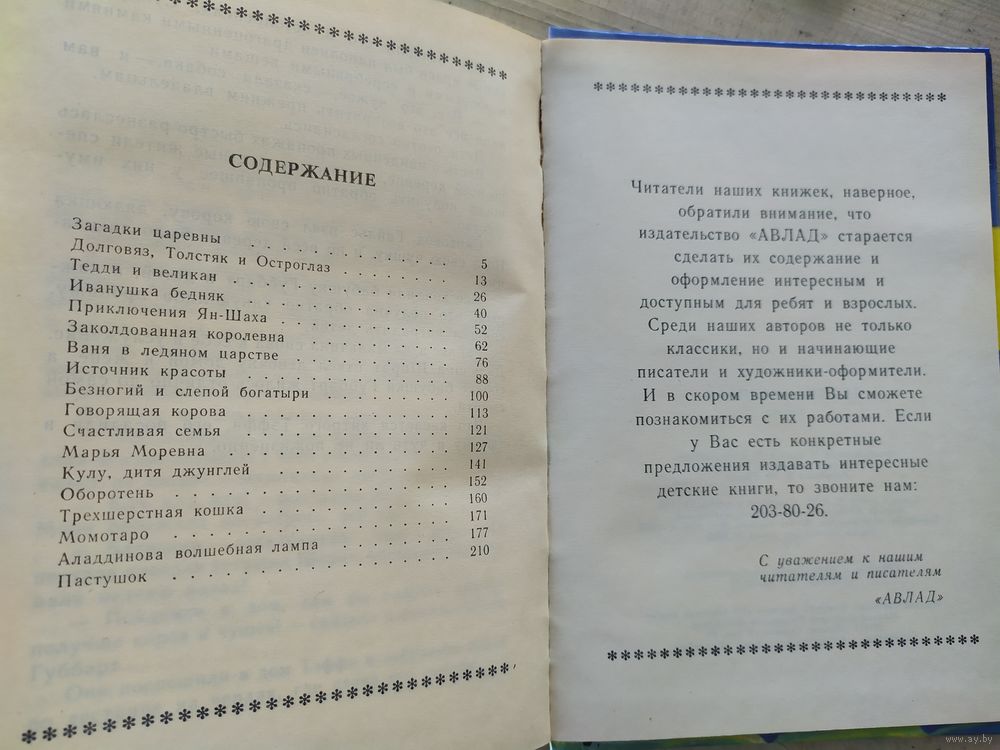 * * * * * * * * * * * * * * * * * * * * * * * * * * *
СОДЕРЖАНИЕ
Загадки царевны . . . . . . . . . . 5
Долговяз, Толстяк и Остроглаз . . . . . . 13
Тедди и великан . . . . . . . . . . 26
Иванушка бедняк . . . . . . . . . . 40
Приключения Ян-Шаха . . . . . . . . 52
Заколдованная королевна . . . . . . . 62
Ваня в ледяном царстве . . . . . . . . 76
Источник красоты . . . . . . . . . . 88
Безногий и слепой богатыри . . . . . . 100
Говорящая корова . . . . . . . . . . 113
Счастливая семья . . . . . . . . . . 121
Марья Моревна . . . . . . . . . . . 127
Кулу, дитя джунглей . . . . . . . . . 141
Оборотень . . . . . . . . . . . . . 152
Трехшерстная кошка . . . . . . . . . 160
Момотаро . . . . . . . . . . . . . 171
Аладдинова волшебная лампа . . . . . . 177
Пастушок . . . . . . . . . . . . . 210
* * * * * * * * * * * * * * * * * * * * * * * * * * *
******************************
Читатели наших книжек, наверное,
обратили внимание, что
издательство «АВЛАД» старается
сделать их содержание и
оформление интересным и
доступным для ребят и взрослых.
Среди наших авторов не только
классики, но и начинающие
писатели и художники-оформители.
И в скором времени Вы сможете
познакомиться с их работами. Если
у Вас есть конкретные
предложения издавать интересные
детские книги, то звоните нам:
203-80-26.
С уважением к нашим
читателям и писателям
«АВЛАД»
******************************
www.ay.by